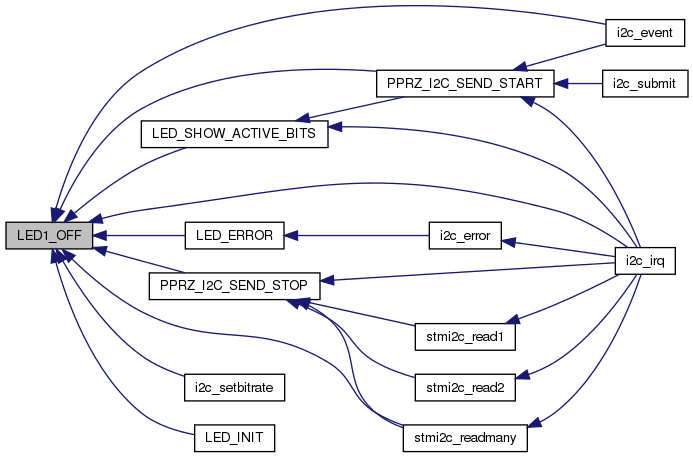 i2c_event
PPRZ_I2C_SEND_START
i2c_submit
LED_SHOW_ACTIVE_BITS
LED1_OFF
LED_ERROR
i2c_error
i2c_irq
PPRZ_I2C_SEND_STOP
stmi2c_read1
i2c_setbitrate
stmi2c_read2
LED_INIT
stmi2c_readmany